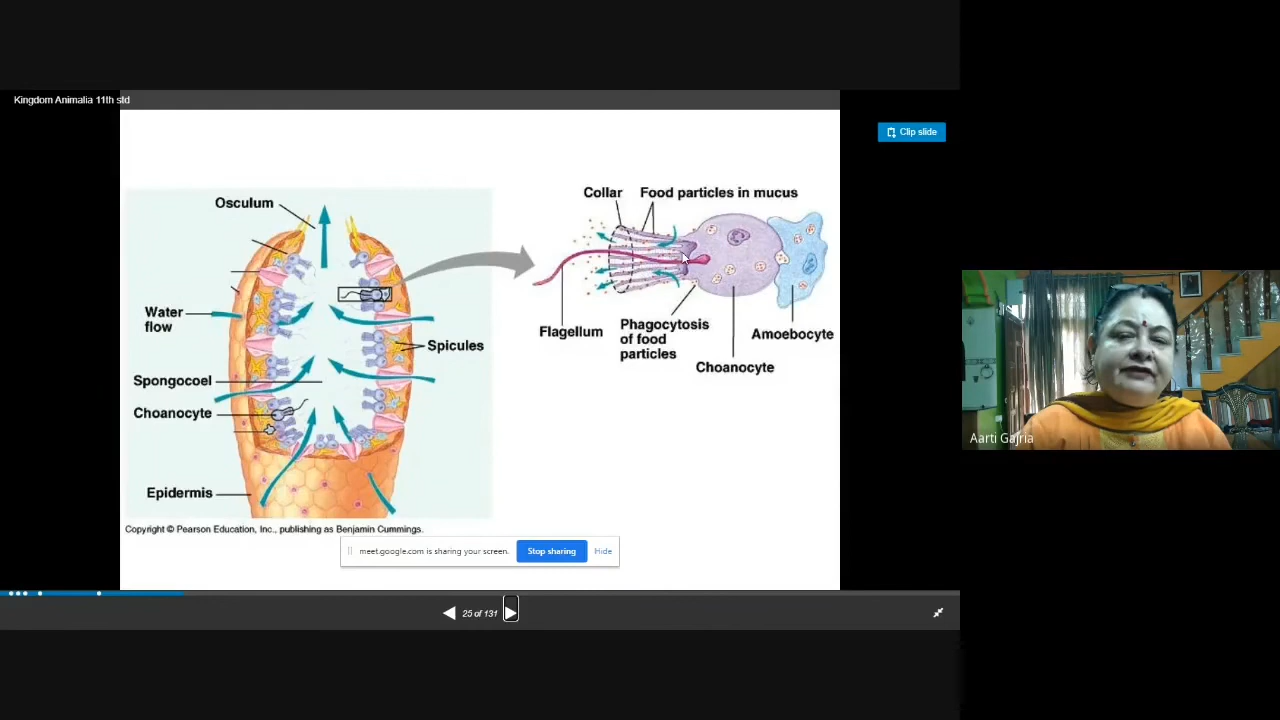 Kingdom Animalia 11th std
Clip slide
Osculum
Water
flow
Spongocoel
Choanocyte
Epidermis
Spicules
Collar
Food particles in mucus
Flagellum
Phagocytosis
of food
particles
Choanocyte
Amoebocyte
Copyright © Pearson Education, Inc., publishing as Benjamin Cummings.
meet.google.com is sharing your screen.
Stop sharing
Hide
25 of 131
Aarti Gajria